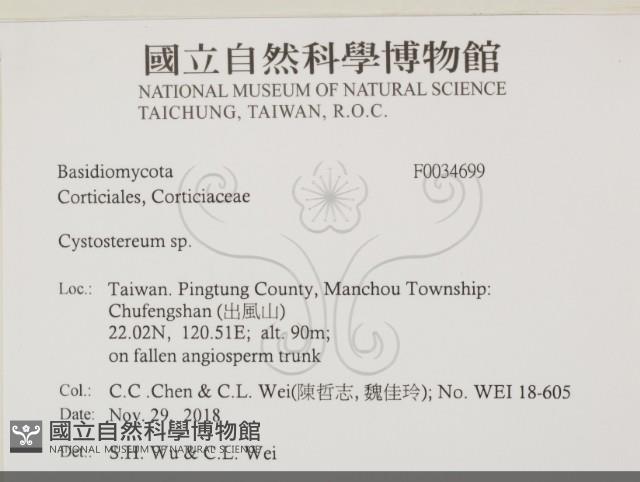 國立自然科學博物館
NATIONAL MUSEUM OF NATURAL SCIENCE
TAICHUNG, TAIWAN, R.O.C.
Basidiomycota F0034699
Corticiales, Corticiaceae
Cystostereum sp.
Loc.: Taiwan. Pingtung County, Manchou Township:
Chufengshan (出風山)
22.02N, 120.51E; alt. 90m;
on fallen angiosperm trunk
Col.: C.C .Chen & C.L. Wei(陳哲志, 魏佳玲); No. WEI 18-605
Date: Nov. 29, 2018
國立自然科學博物館
NATIONAL MUSEUM OF NATURAL SCIENCE
Det.: S.H. Wu & C.L. Wei